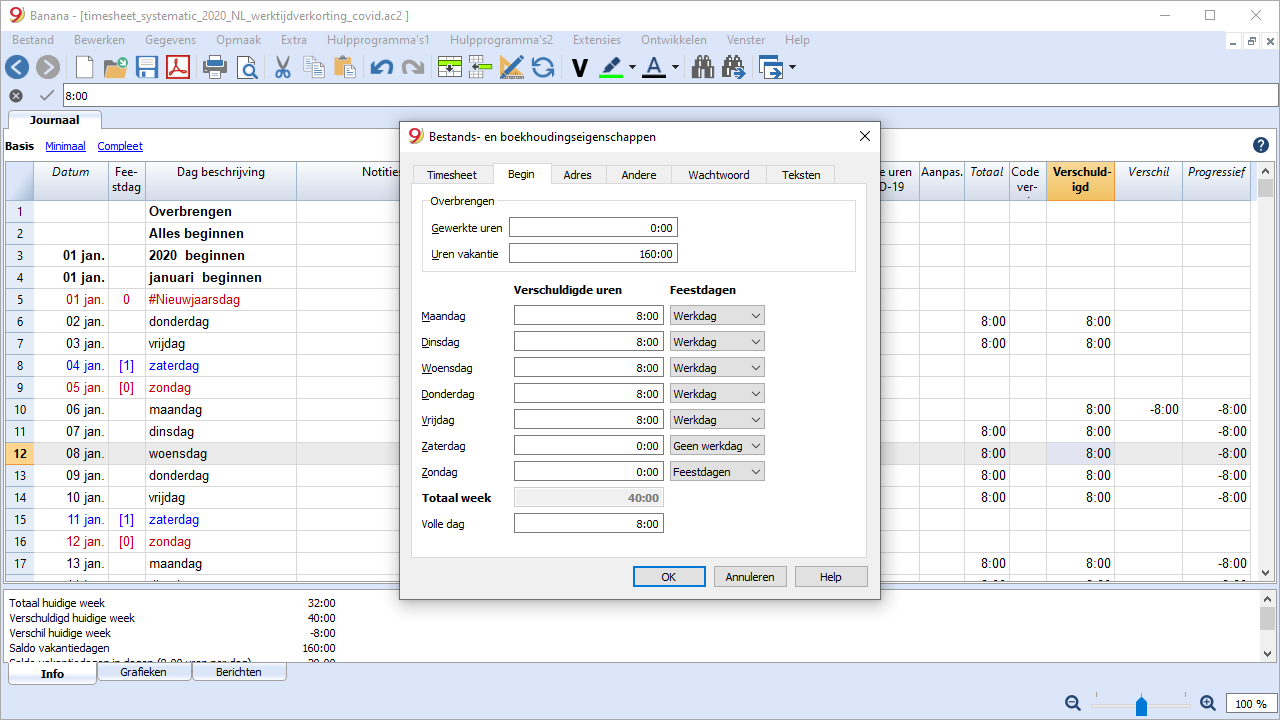 Banana - [timesheet_systematic_2020_NL_werktijdverkorting_covid.ac2 ]
Bestand Bewerken Gegevens Opmaak Extra Hulpprogramma's1 Hulpprogramma's2 Extensies Ontwikkelen Venster Help
8:00
Journaal
Basis Minimaal Compleet
Datum Fee-stdag Dag beschrijving Notities e uren D-19 Aanpas. Totaal Code ver- Verschuld-igd Verschil Progressief
1 Overbrengen
2 Alles beginnen
3 01 jan. 2020 beginnen
4 01 jan. januari beginnen
5 01 jan. 0 #Nieuwjaarsdag
6 02 jan. donderdag 8:00 8:00
7 03 jan. vrijdag 8:00 8:00
8 04 jan. [1] zaterdag
9 05 jan. [0] zondag
10 06 jan. maandag 8:00 -8:00 -8:00
11 07 jan. dinsdag 8:00 8:00 -8:00
12 08 jan. woensdag 8:00 8:00 -8:00
13 09 jan. donderdag 8:00 8:00 -8:00
14 10 jan. vrijdag 8:00 8:00 -8:00
15 11 jan. [1] zaterdag
16 12 jan. [0] zondag
17 13 jan. maandag 8:00 8:00 -8:00
Bestands- en boekhoudingseigenschappen
Timesheet Begin Adres Andere Wachtwoord Teksten
Overbrengen
Gewerkte uren 0:00
Uren vakantie 160:00
Verschuldigde uren Feestdagen
Maandag 8:00 Werkdag
Dinsdag 8:00 Werkdag
Woensdag 8:00 Werkdag
Donderdag 8:00 Werkdag
Vrijdag 8:00 Werkdag
Zaterdag 0:00 Geen werkdag
Zondag 0:00 Feestdagen
Totaal week 40:00
Volle dag 8:00
OK Annuleren Help
Totaal huidige week 32:00
Verschuldigd huidige week 40:00
Verschil huidige week -8:00
Saldo vakantiedagen 160:00
Info Grafieken Berichten
100 %